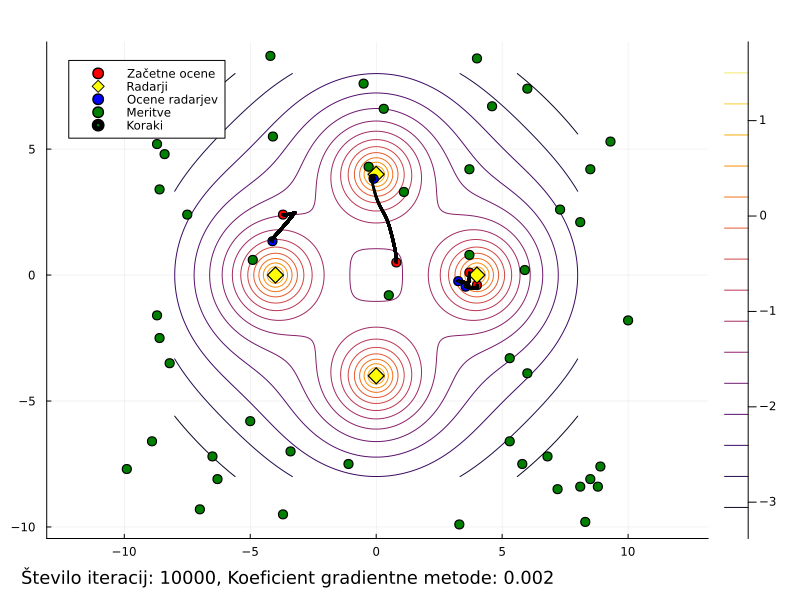 Začetne ocene
Radarji
Ocene radarjev
Meritve
Koraki
5
0
−5
−10
−10
−5
0
5
10
1
0
−1
−2
−3
Število iteracij: 10000, Koeficient gradientne metode: 0.002